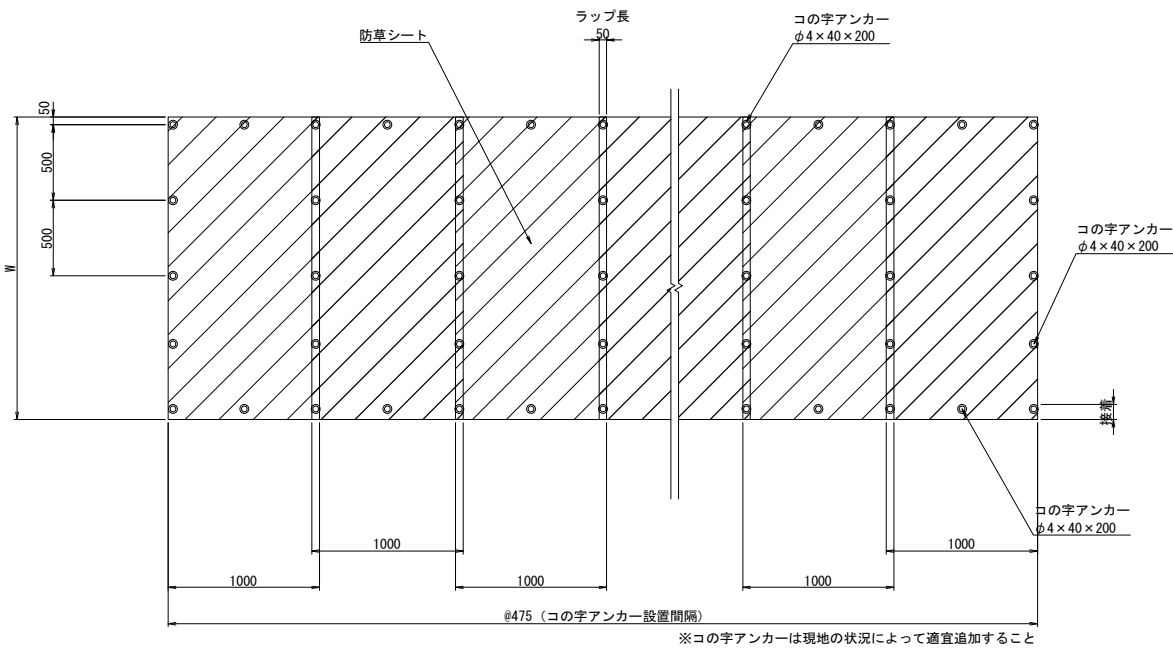 ラップ長
50
コの字アンカー
φ4×40×200
防草シート
50
500
500
W
コの字アンカー
φ4×40×200
接着
コの字アンカー
φ4×40×200
1000
1000
1000
1000
1000
@475 (コの字アンカー設置間隔)
※コの字アンカーは現地の状況によって適宜追加すること